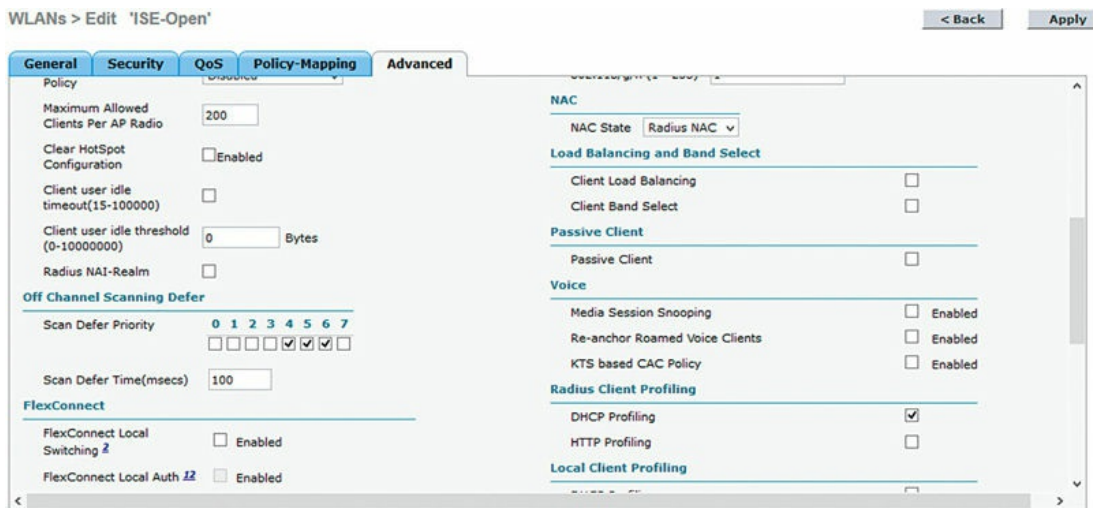 WLANs > Edit 'ISE-Open'
< Back
Apply
General
Security
QoS
Policy-Mapping
Advanced
Policy
Maximum Allowed
Clients Per AP Radio
200
Clear HotSpot
Configuration
Enabled
Client user idle
timeout(15-100000)
Client user idle threshold
(0-10000000)
0
Bytes
Radius NAI-Realm
Off Channel Scanning Defer
Scan Defer Priority
0 1 2 3 4 5 6 7
Scan Defer Time(msecs)
100
FlexConnect
FlexConnect Local
Switching 2
Enabled
FlexConnect Local Auth 12
Enabled
NAC
NAC State
Radius NAC
Load Balancing and Band Select
Client Load Balancing
Client Band Select
Passive Client
Passive Client
Voice
Media Session Snooping
Enabled
Re-anchor Roamed Voice Clients
Enabled
KTS based CAC Policy
Enabled
Radius Client Profiling
DHCP Profiling
HTTP Profiling
Local Client Profiling